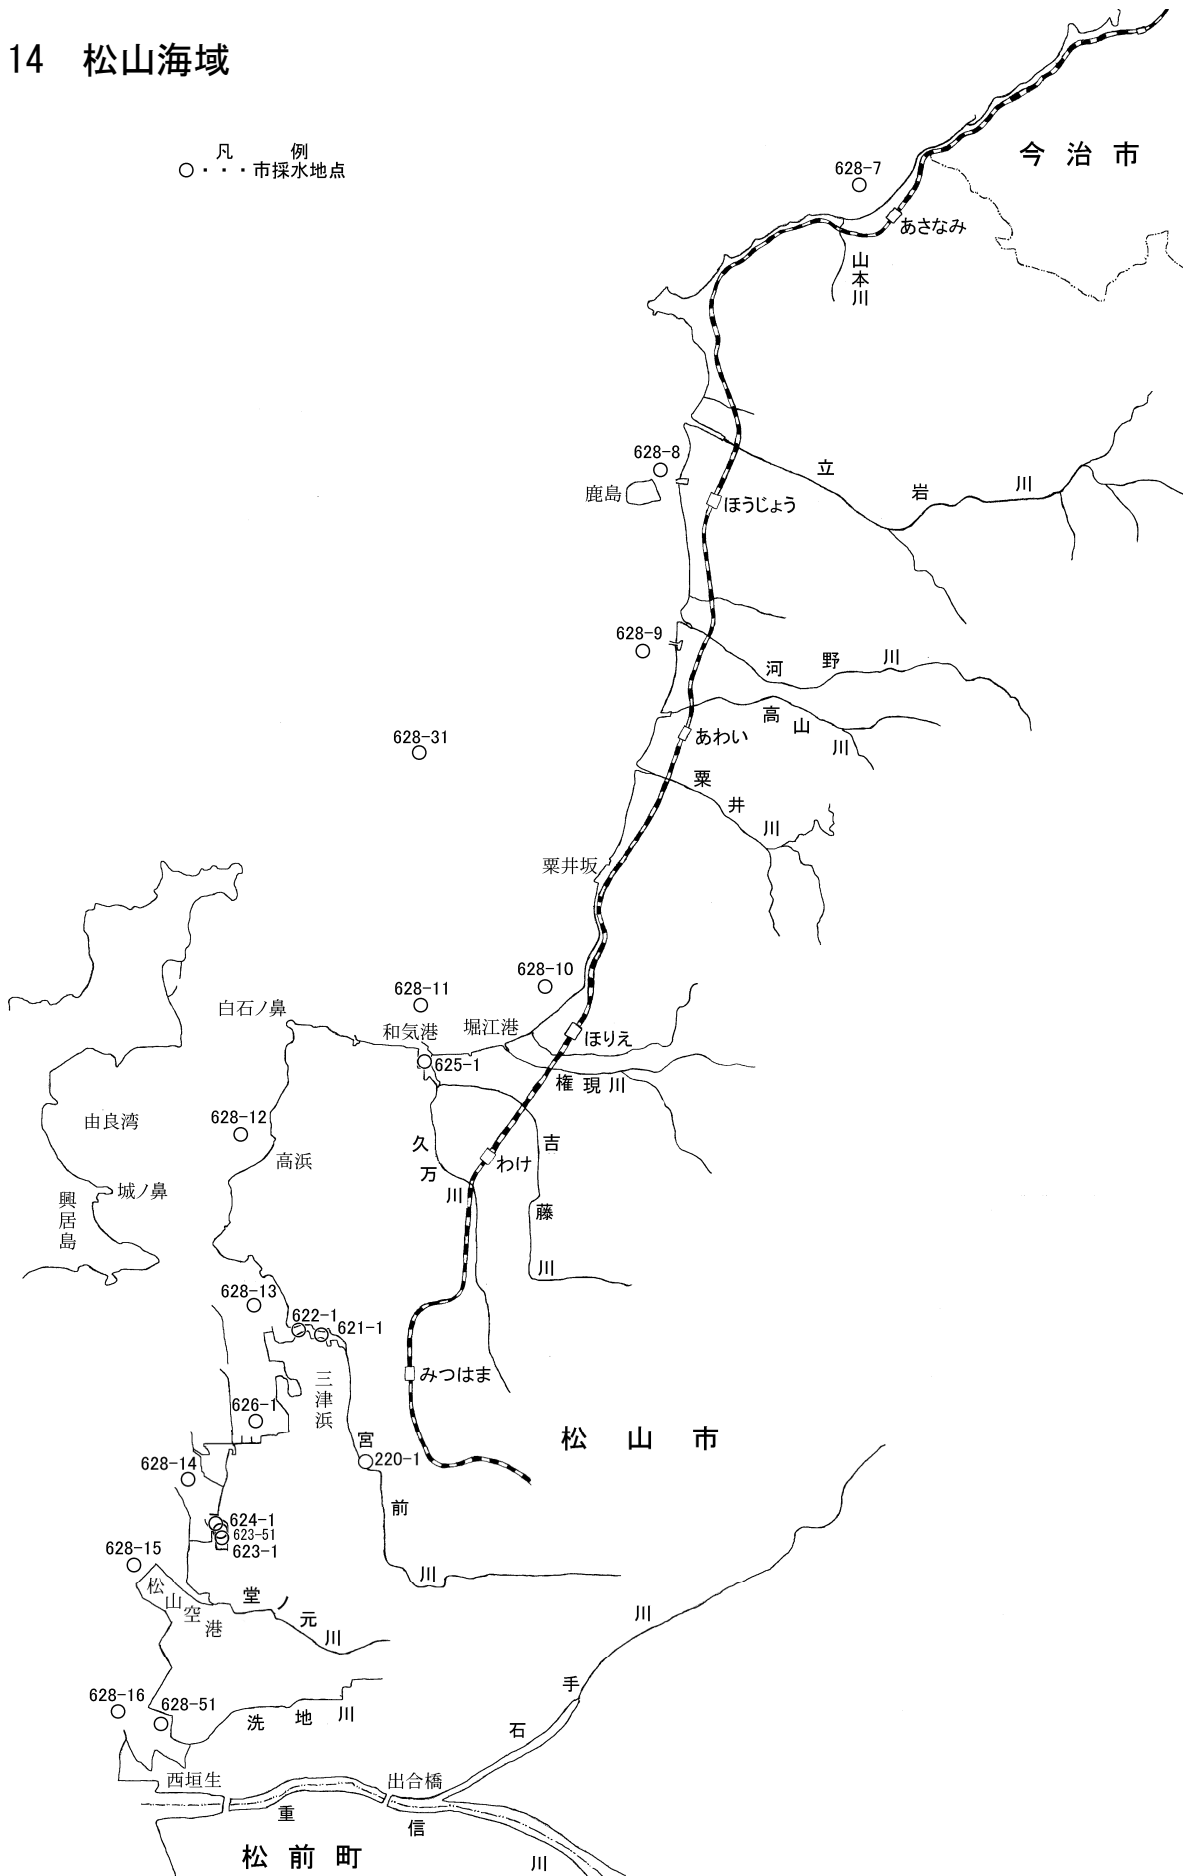 14 松山海域
凡 例
○・・・市採水地点
今治市
628-7
あさなみ
山本川
628-8
鹿島
ほうじょう
立岩川
628-9
河野川
高山川
628-31
あわい
粟井川
粟井坂
628-10
628-11
白石ノ鼻
和気港
堀江港
ほりえ
625-1
権現川
由良湾
628-12
高浜
久万川
わけ
吉藤川
城ノ鼻
興居島
628-13
622-1
621-1
三津浜
みつはま
626-1
松山市
宮前川
220-1
628-14
624-1
623-51
623-1
628-15
松山空港
堂ノ元川
石手川
628-16
628-51
洗地川
西垣生
出合橋
重信川
松前町